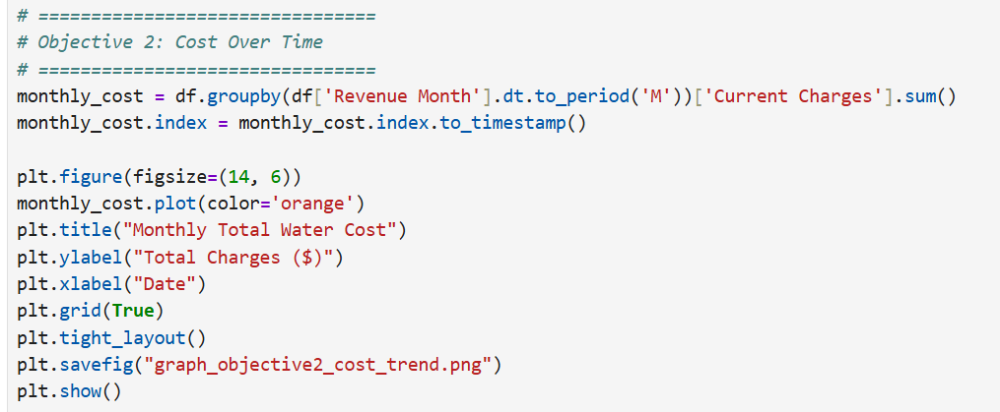 # ================================
# Objective 2: Cost Over Time
# ================================
monthly_cost = df.groupby(df['Revenue Month'].dt.to_period('M'))['Current Charges'].sum()
monthly_cost.index = monthly_cost.index.to_timestamp()

plt.figure(figsize=(14, 6))
monthly_cost.plot(color='orange')
plt.title("Monthly Total Water Cost")
plt.ylabel("Total Charges ($)")
plt.xlabel("Date")
plt.grid(True)
plt.tight_layout()
plt.savefig("graph_objective2_cost_trend.png")
plt.show()